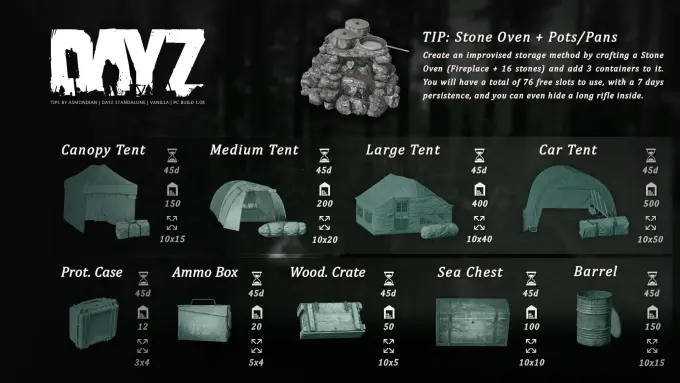 DAYZ
TIPS BY ASMONDIAN | DAYZ STANDALONE | VANILLA | PC BUILD 1.08
TIP: Stone Oven + Pots/Pans
Create an improvised storage method by crafting a Stone
Oven (Fireplace + 16 stones) and add 3 containers to it.
You will have a total of 76 free slots to use, with a 7 days
persistence, and you can even hide a long rifle inside.
Canopy Tent
45d
150
10x15
Medium Tent
45d
200
10x20
Large Tent
45d
400
10x40
Car Tent
45d
500
10x50
Prot. Case
45d
12
3x4
Ammo Box
45d
20
5x4
Wood. Crate
45d
50
10x5
Sea Chest
45d
100
10x10
Barrel
45d
150
10x15